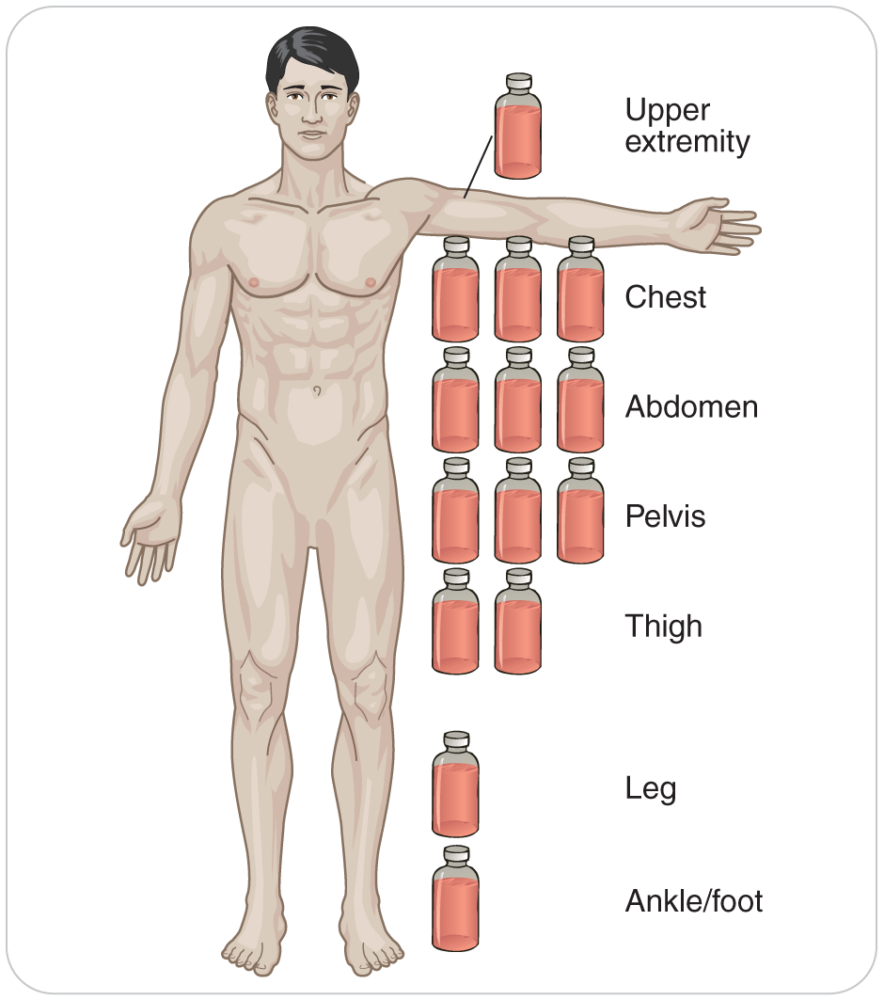 Upper
extremity
Chest
Abdomen
Pelvis
Thigh
Leg
Ankle/foot